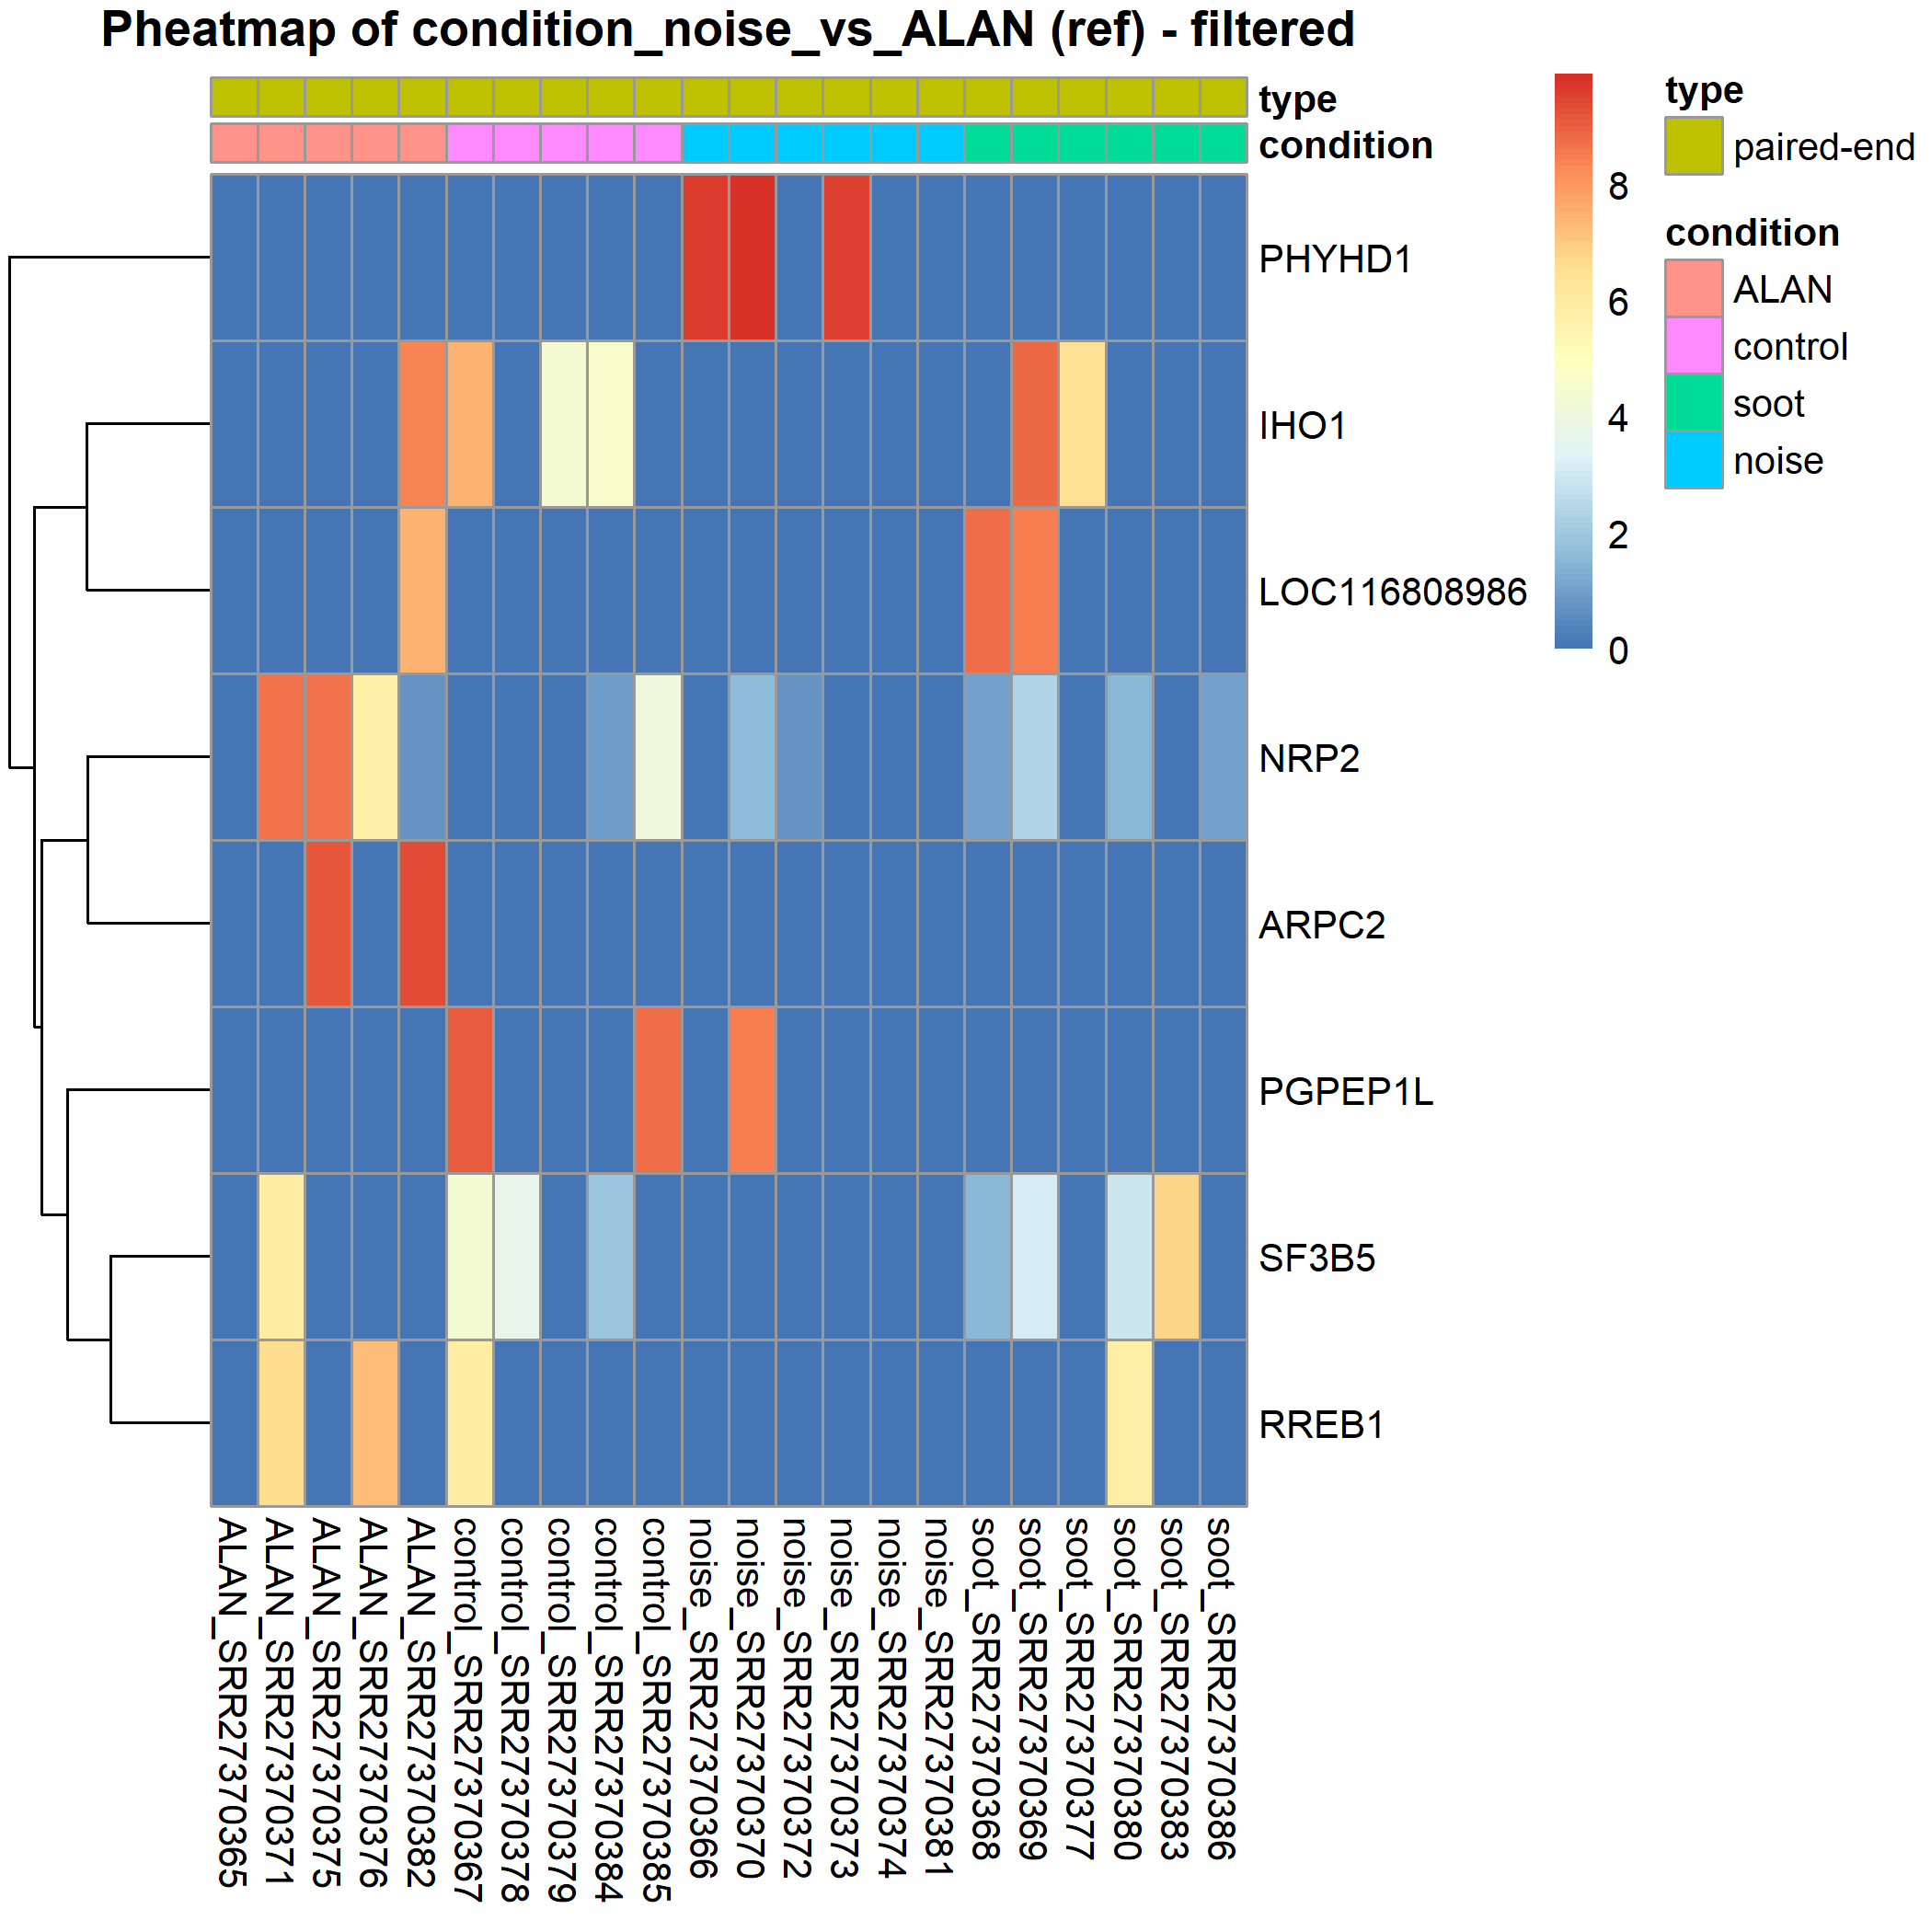 Pheatmap of condition_noise_vs_ALAN (ref) - filtered
type
condition
PHYHD1
IHO1
LOC116808986
NRP2
ARPC2
PGPEP1L
SF3B5
RREB1
ALAN_SRR27370365
ALAN_SRR27370371
ALAN_SRR27370375
ALAN_SRR27370376
ALAN_SRR27370382
control_SRR27370367
control_SRR27370378
control_SRR27370379
control_SRR27370384
control_SRR27370385
noise_SRR27370366
noise_SRR27370370
noise_SRR27370372
noise_SRR27370373
noise_SRR27370374
noise_SRR27370381
soot_SRR27370368
soot_SRR27370369
soot_SRR27370377
soot_SRR27370380
soot_SRR27370383
soot_SRR27370386
8
6
4
2
0
type
paired-end
condition
ALAN
control
soot
noise